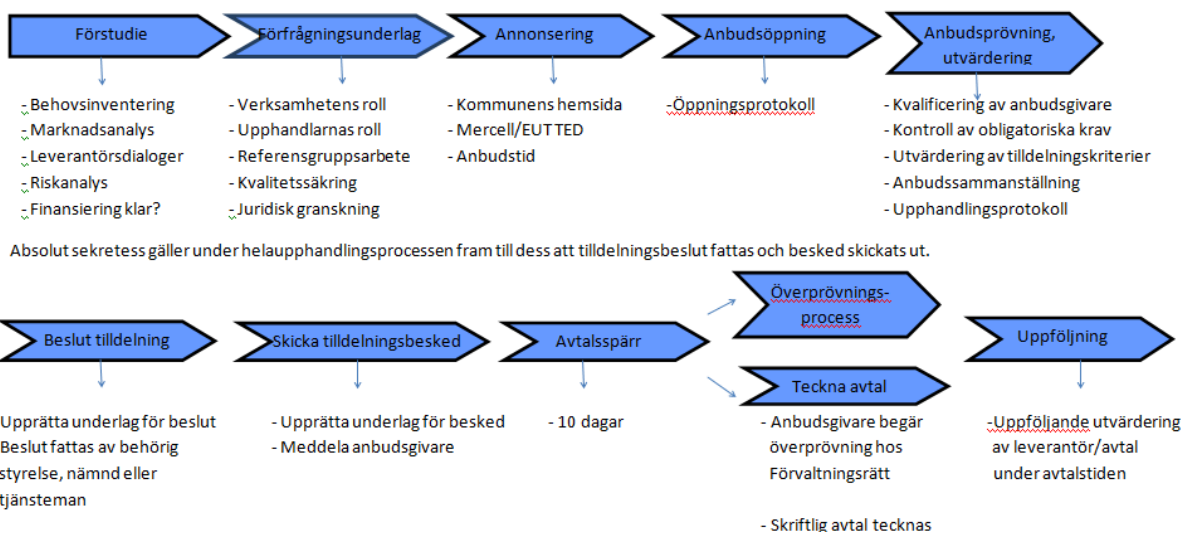 Förstudie
- Behovsinventering
- Marknadsanalys
- Leverantörsdialoger
- Riskanalys
- Finansiering klar?
Förfrågningsunderlag
- Verksamhetens roll
- Upphandlarnas roll
- Referensgruppsarbete
- Kvalitetssäkring
- Juridisk granskning
Annonsering
- Kommunens hemsida
- Mercell/EUT TED
- Anbudstid
Anbudsöppning
-Öppningsprotokoll
Anbudsprövning,
utvärdering
- Kvalificering av anbudsgivare
- Kontroll av obligatoriska krav
- Utvärdering av tilldelningskriterier
- Anbudssammanställning
- Upphandlingsprotokoll
Absolut sekretess gäller under helaupphandlingsprocessen fram till dess att tilldelningsbeslut fattas och besked skickats ut.
Beslut tilldelning
Upprätta underlag för beslut
Beslut fattas av behörig
styrelse, nämnd eller
tjänsteman
Skicka tilldelningsbesked
- Upprätta underlag för besked
- Meddela anbudsgivare
Avtalsspärr
- 10 dagar
Överprövnings-
process
Teckna avtal
- Anbudsgivare begär
överprövning hos
Förvaltningsrätt
- Skriftlig avtal tecknas
Uppföljning
-Uppföljande utvärdering
av leverantör/avtal
under avtalstiden